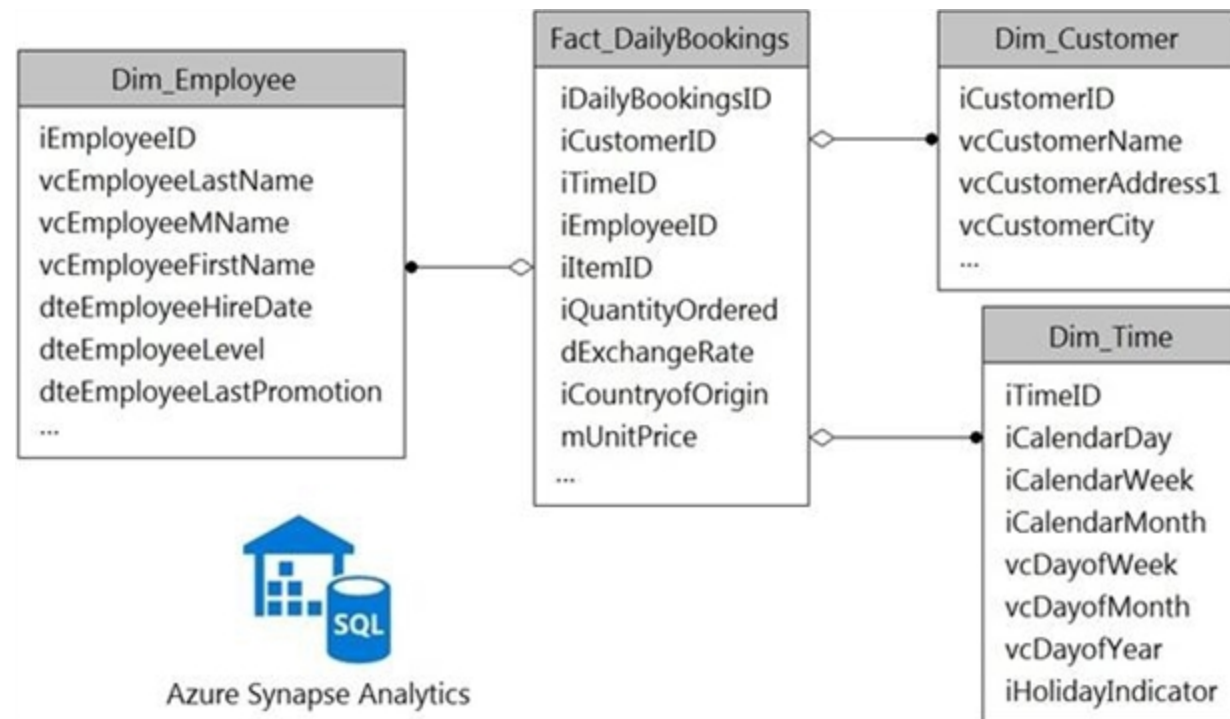 Dim_Employee
iEmployeeID
vcEmployeeLastName
vcEmployeeMName
vcEmployeeFirstName
dteEmployeeHireDate
dteEmployeeLevel
dteEmployeeLastPromotion
...
Fact_DailyBookings
iDailyBookingsID
iCustomerID
iTimeID
iEmployeeID
iItemID
iQuantityOrdered
dExchangeRate
iCountryofOrigin
mUnitPrice
...
Dim_Customer
iCustomerID
vcCustomerName
vcCustomerAddress1
vcCustomerCity
...
Dim_Time
iTimeID
iCalendarDay
iCalendarWeek
iCalendarMonth
vcDayofWeek
vcDayofMonth
vcDayofYear
iHolidayIndicator
SQL
Azure Synapse Analytics